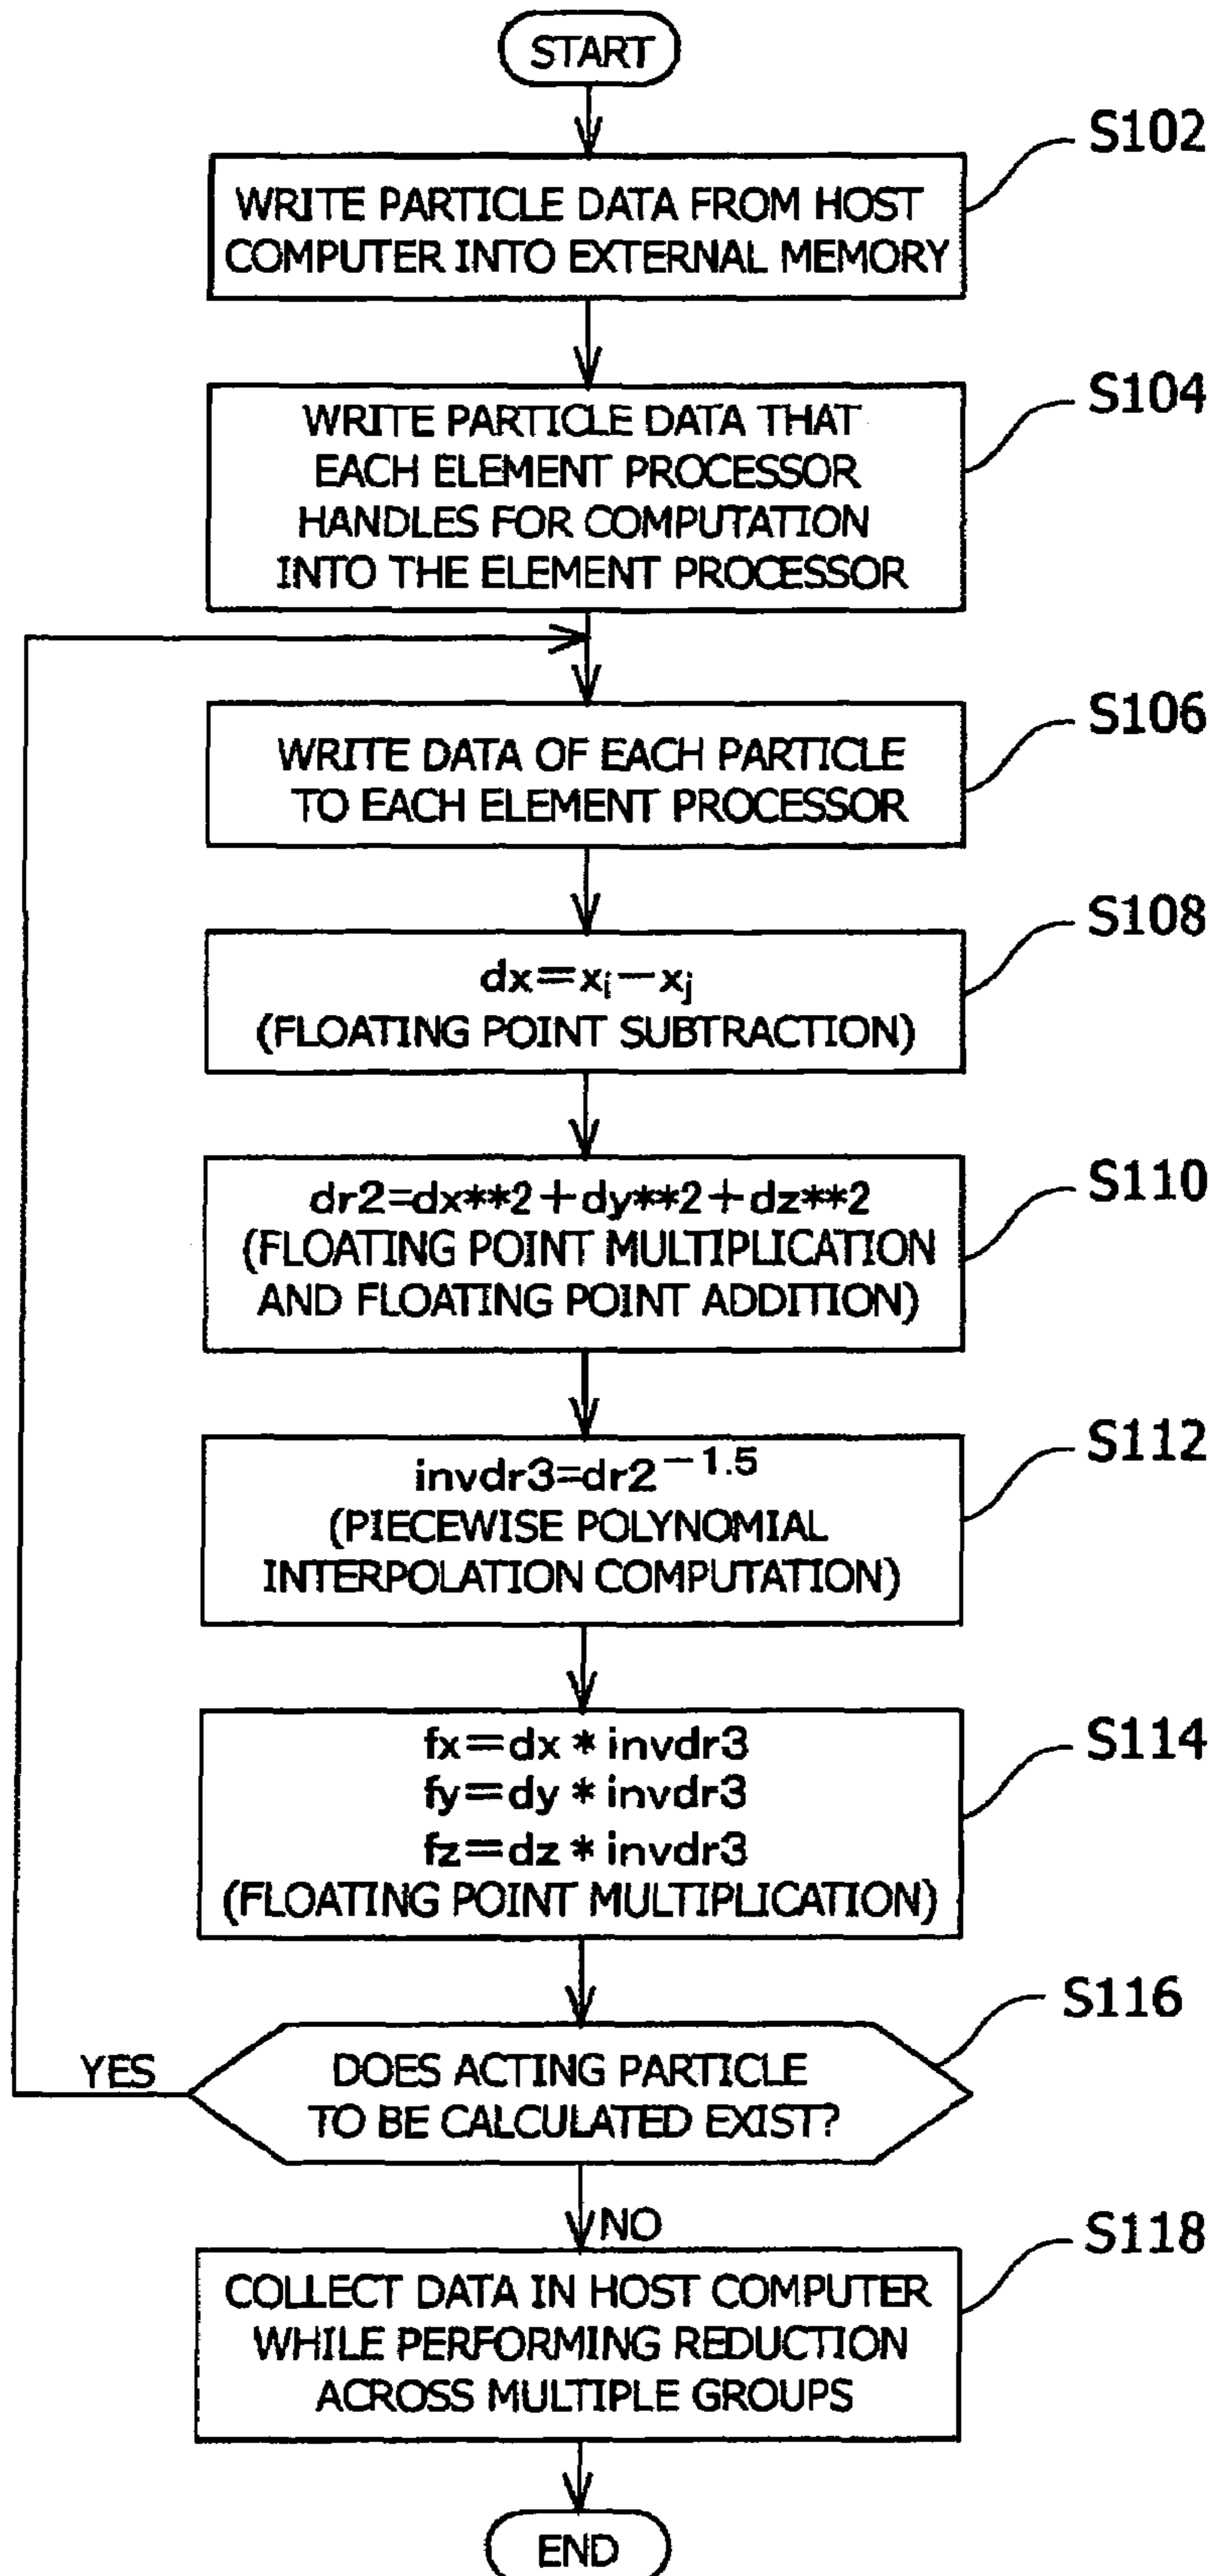 START
S102
WRITE PARTICLE DATA FROM HOST
COMPUTER INTO EXTERNAL MEMORY
S104
WRITE PARTICLE DATA THAT
EACH ELEMENT PROCESSOR
HANDLES FOR COMPUTATION
INTO THE ELEMENT PROCESSOR
S106
WRITE DATA OF EACH PARTICLE
TO EACH ELEMENT PROCESSOR
S108
dx=xᵢ−xⱼ
(FLOATING POINT SUBTRACTION)
S110
dr2=dx**2+dy**2+dz**2
(FLOATING POINT MULTIPLICATION
AND FLOATING POINT ADDITION)
S112
invdr3=dr2⁻¹·⁵
(PIECEWISE POLYNOMIAL
INTERPOLATION COMPUTATION)
S114
fx=dx * invdr3
fy=dy * invdr3
fz=dz * invdr3
(FLOATING POINT MULTIPLICATION)
S116
YES
DOES ACTING PARTICLE
TO BE CALCULATED EXIST?
NO
S118
COLLECT DATA IN HOST COMPUTER
WHILE PERFORMING REDUCTION
ACROSS MULTIPLE GROUPS
END